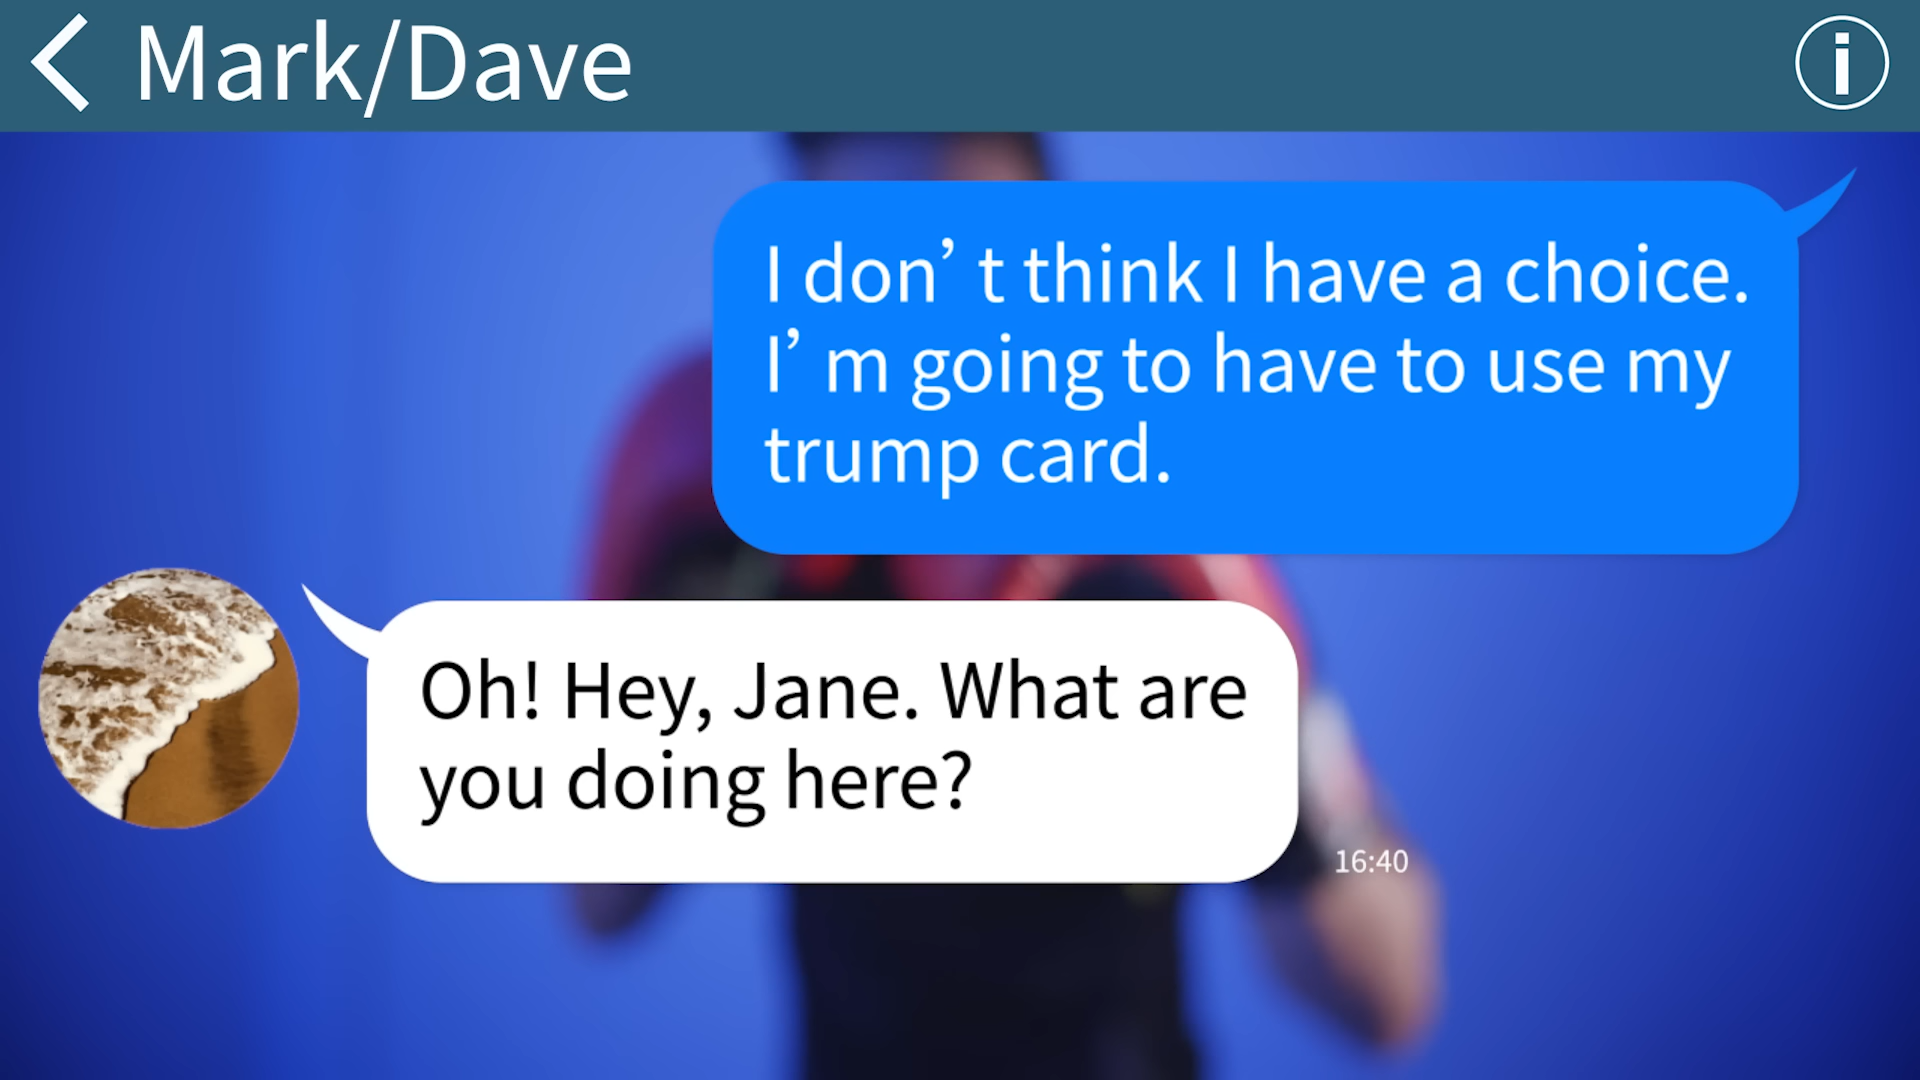 Mark/Dave
I don’t think I have a choice.
I’m going to have to use my
trump card.
Oh! Hey, Jane. What are
you doing here?
16:40